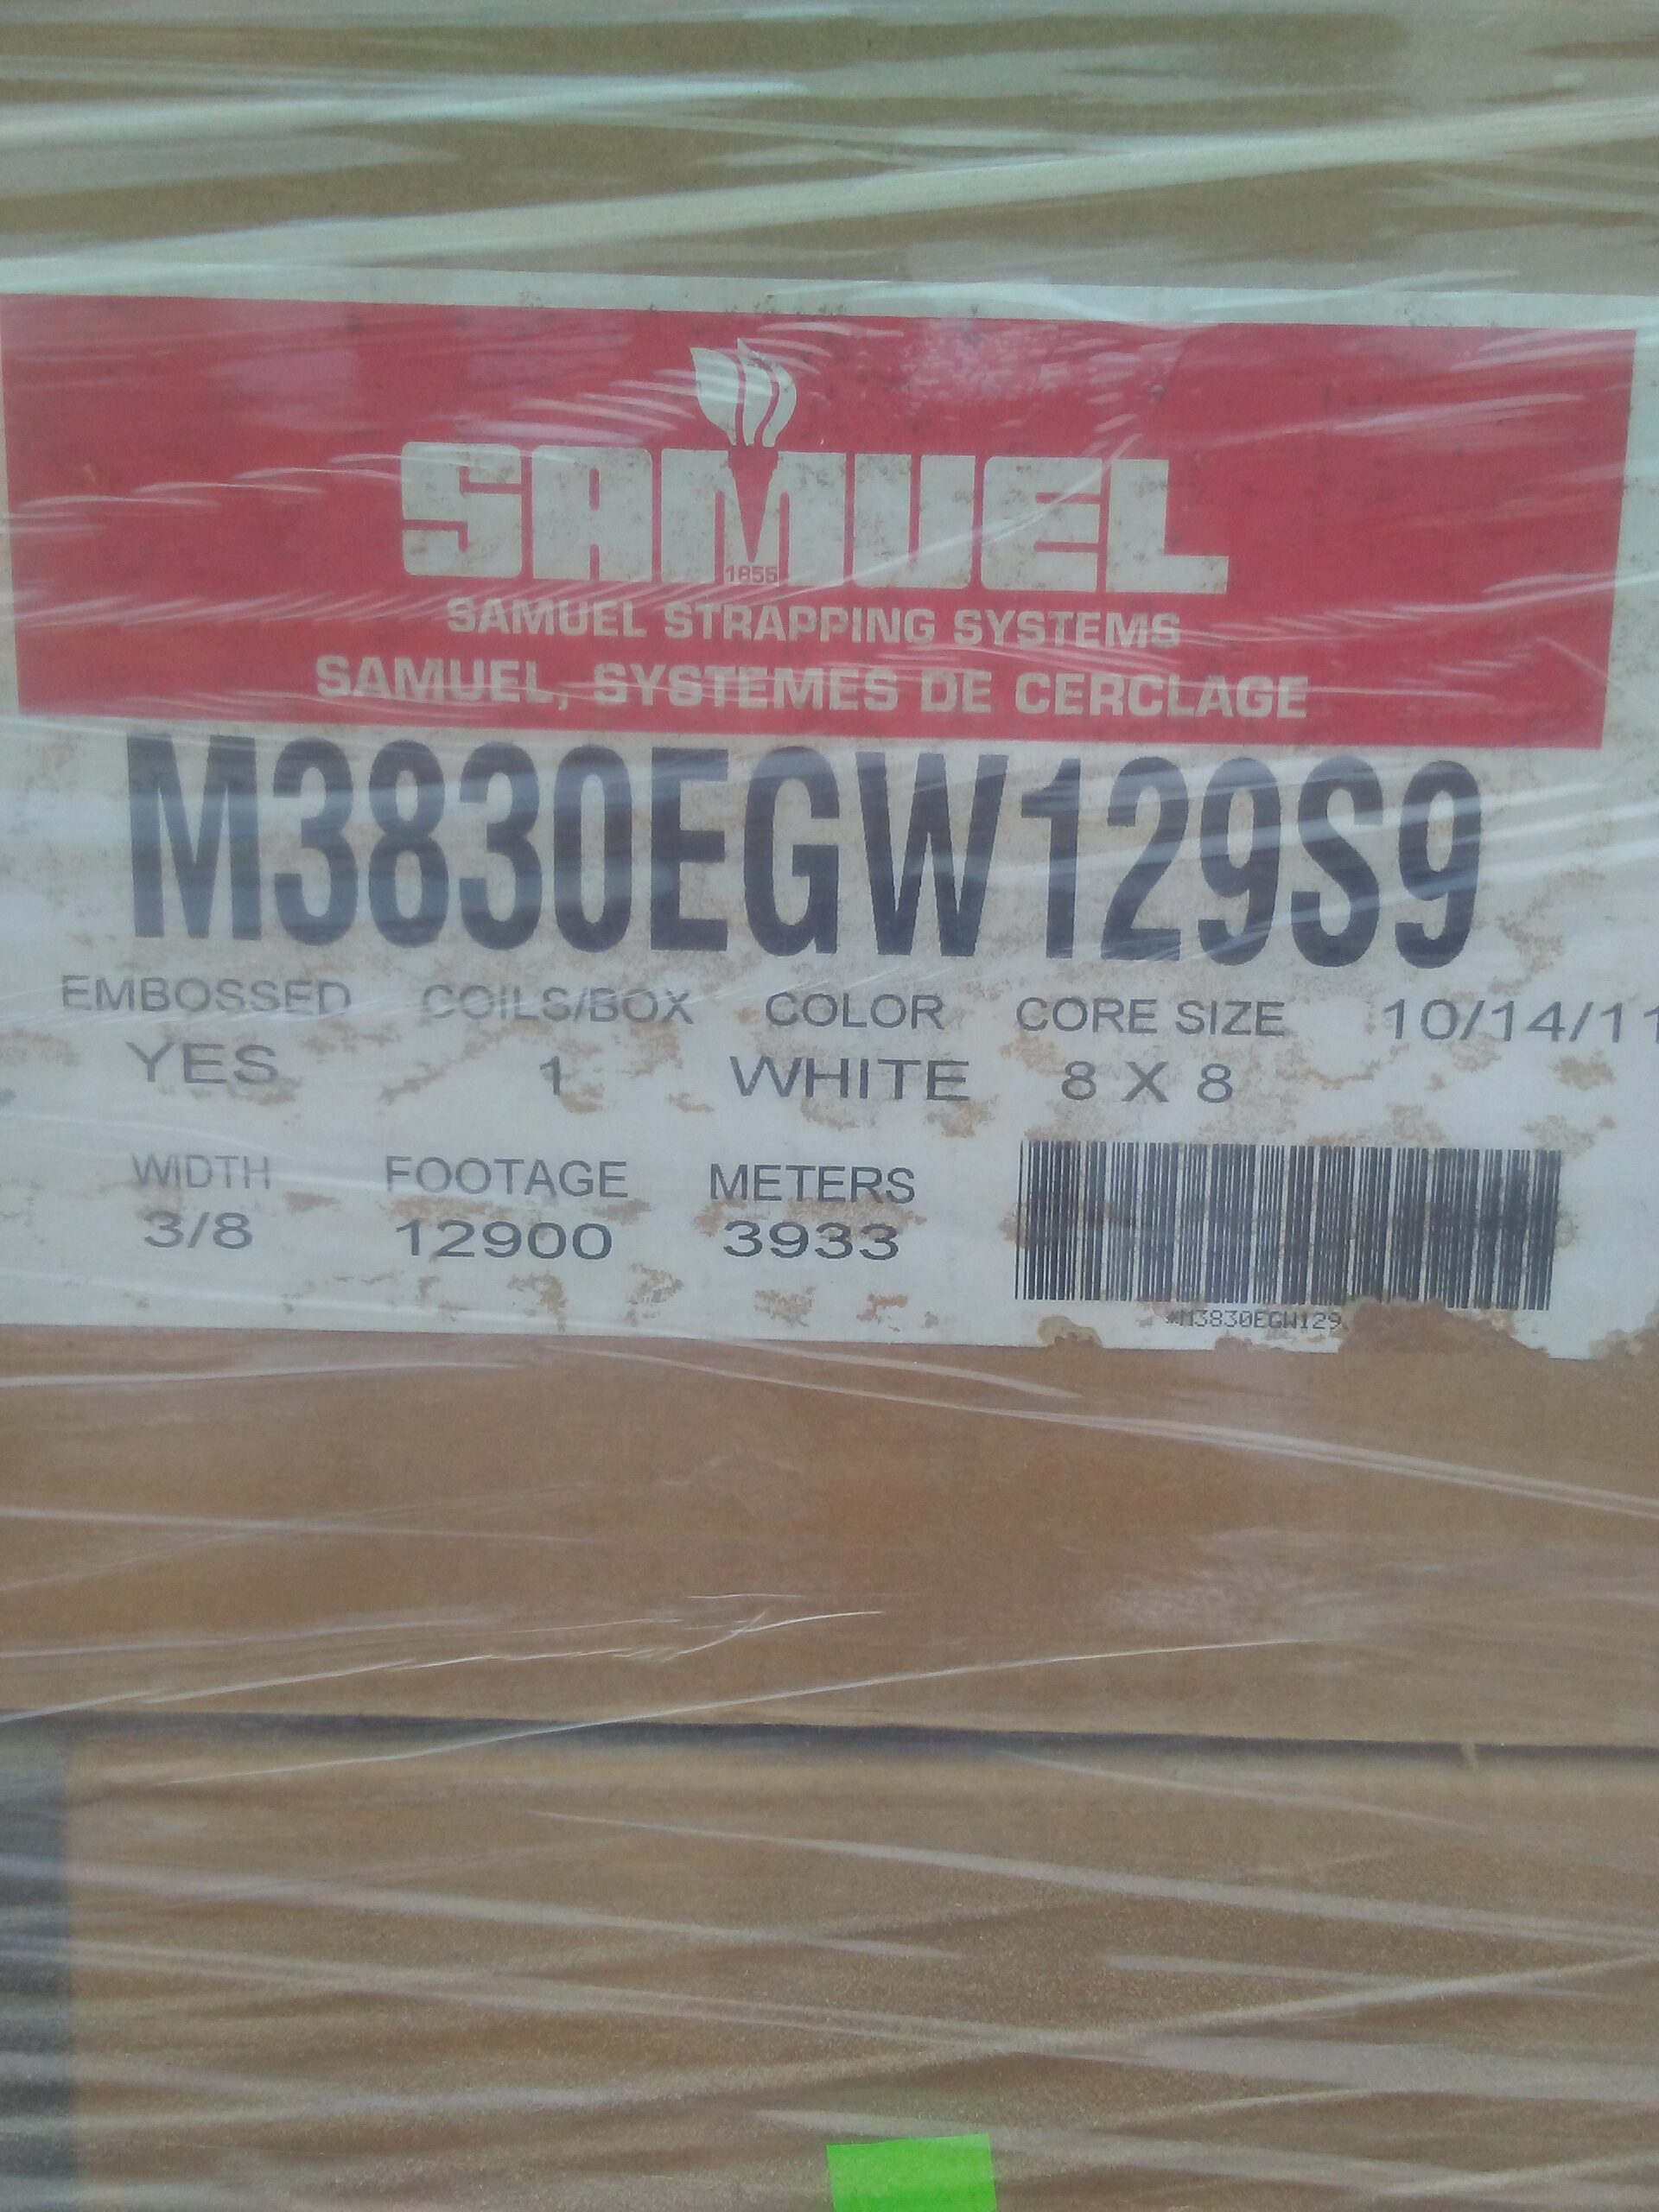 SAMUEL
1855
SAMUEL STRAPPING SYSTEMS
SAMUEL, SYSTEMES DE CERCLAGE
M3830EGW129S9
EMBOSSED COILS/BOX COLOR CORE SIZE 10/14/11
YES 1 WHITE 8 X 8
WIDTH FOOTAGE METERS
3/8 12900 3933
*M3830EGW129